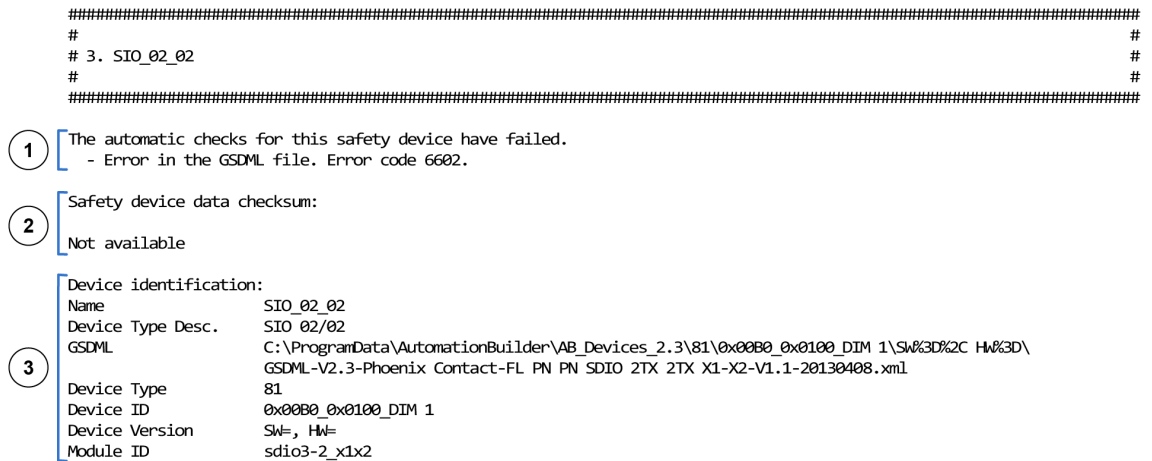 ################################################################################
# #
# 3. SIO_02_02 #
# #
################################################################################
1 The automatic checks for this safety device have failed.
- Error in the GSDML file. Error code 6602.
2 Safety device data checksum:
Not available
3 Device identification:
Name SIO_02_02
Device Type Desc. SIO 02/02
GSDML C:\ProgramData\AutomationBuilder\AB_Devices_2.3\81\0x00B0_0x0100_DIM 1\SW%3D%2C HW%3D\
GSDML-V2.3-Phoenix Contact-FL PN PN SDIO 2TX 2TX X1-X2-V1.1-20130408.xml
Device Type 81
Device ID 0x00B0_0x0100_DIM 1
Device Version SW=, HW=
Module ID sdio3-2_x1x2